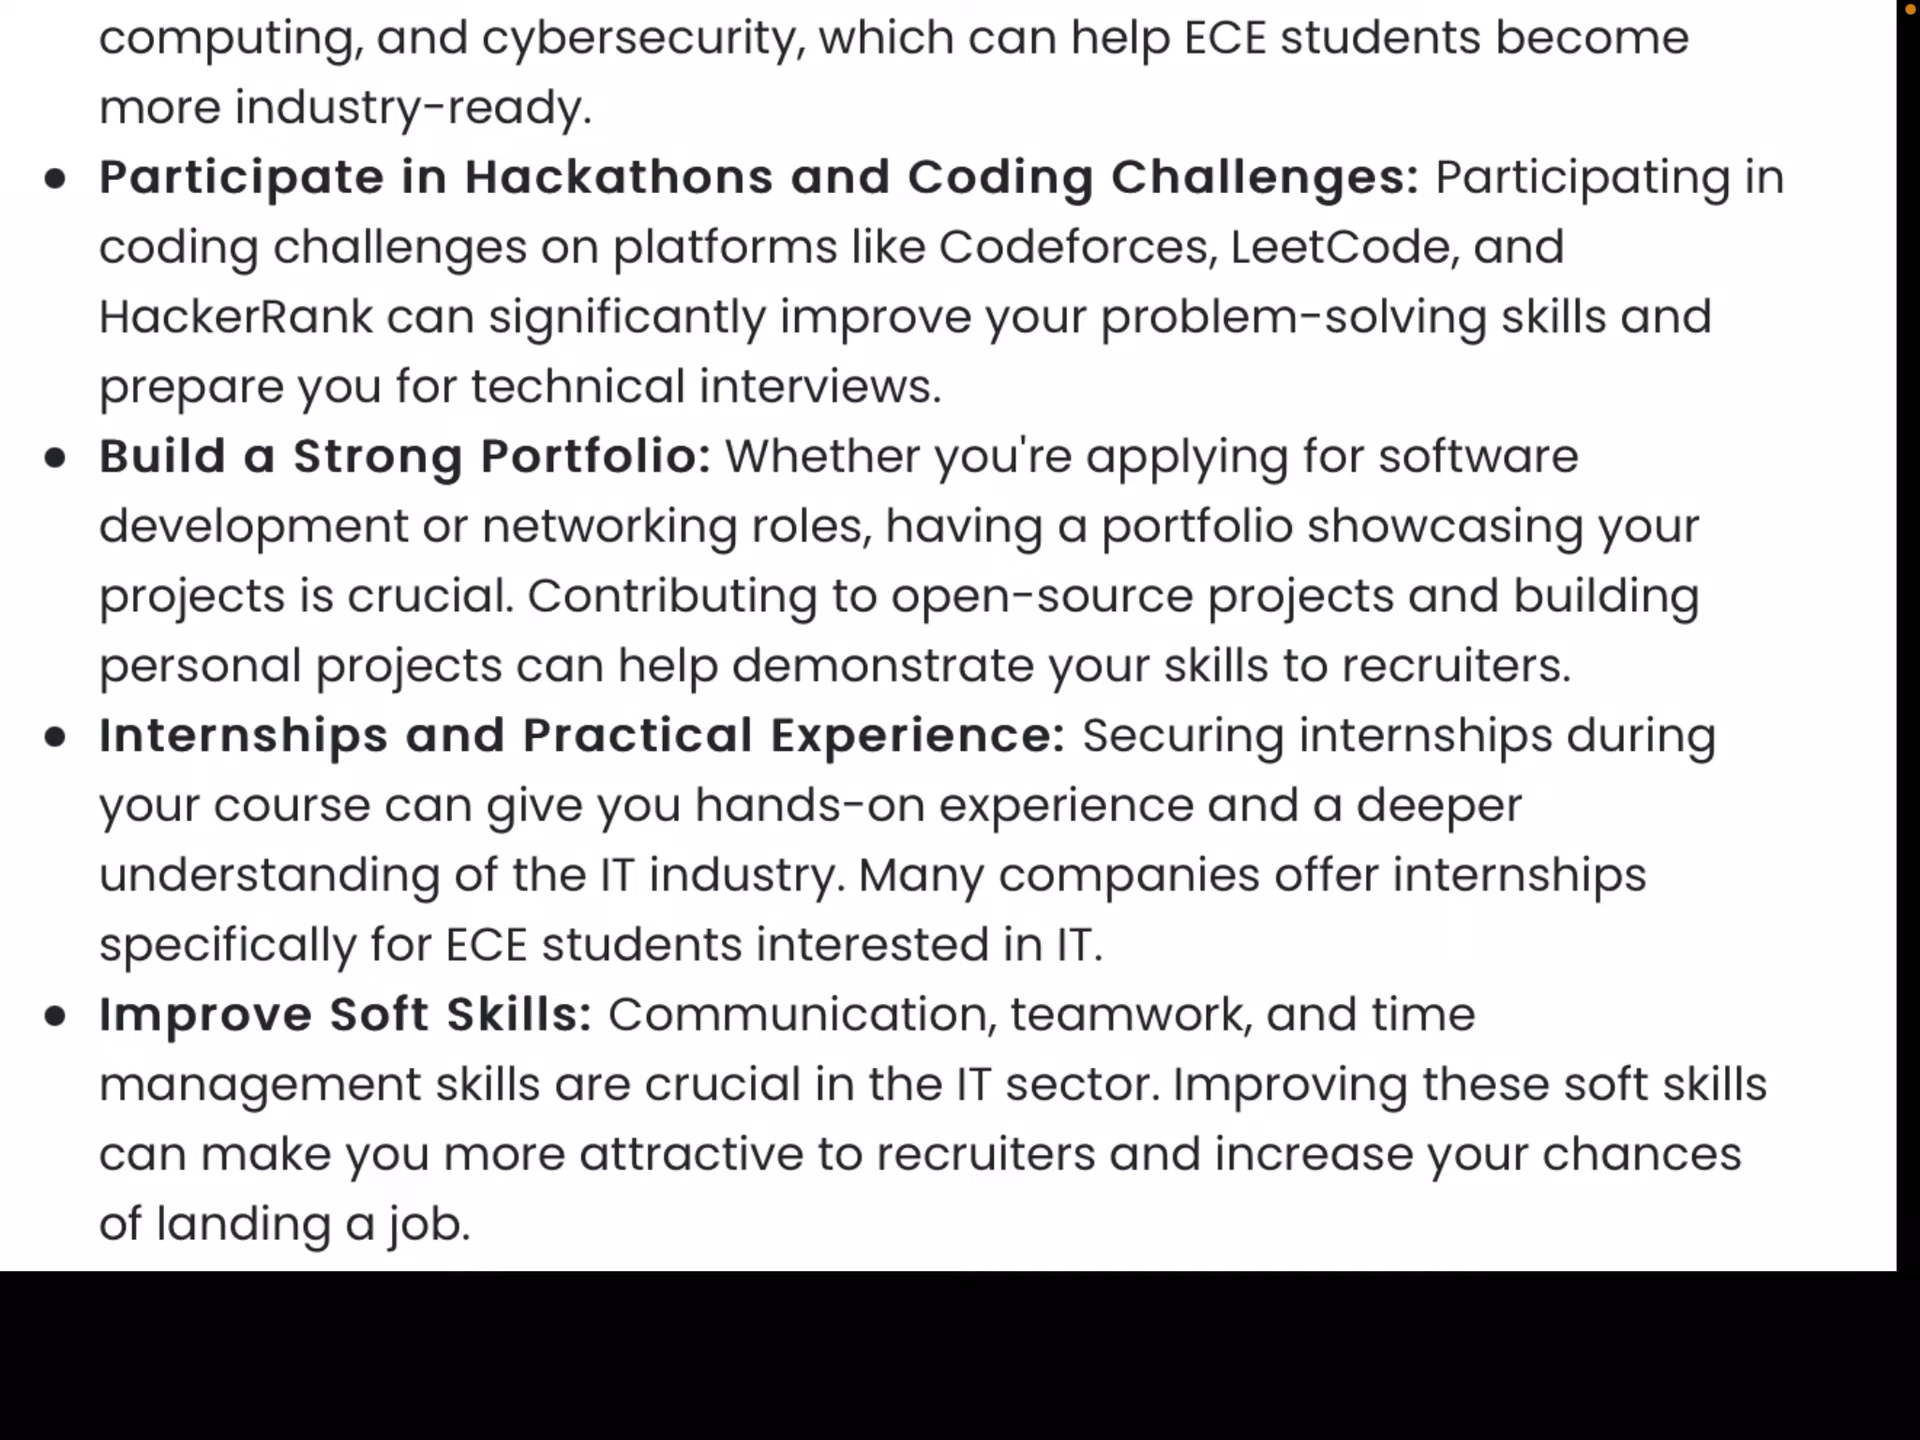 computing, and cybersecurity, which can help ECE students become
more industry-ready.
● Participate in Hackathons and Coding Challenges: Participating in
coding challenges on platforms like Codeforces, LeetCode, and
HackerRank can significantly improve your problem-solving skills and
prepare you for technical interviews.
● Build a Strong Portfolio: Whether you're applying for software
development or networking roles, having a portfolio showcasing your
projects is crucial. Contributing to open-source projects and building
personal projects can help demonstrate your skills to recruiters.
● Internships and Practical Experience: Securing internships during
your course can give you hands-on experience and a deeper
understanding of the IT industry. Many companies offer internships
specifically for ECE students interested in IT.
● Improve Soft Skills: Communication, teamwork, and time
management skills are crucial in the IT sector. Improving these soft skills
can make you more attractive to recruiters and increase your chances
of landing a job.